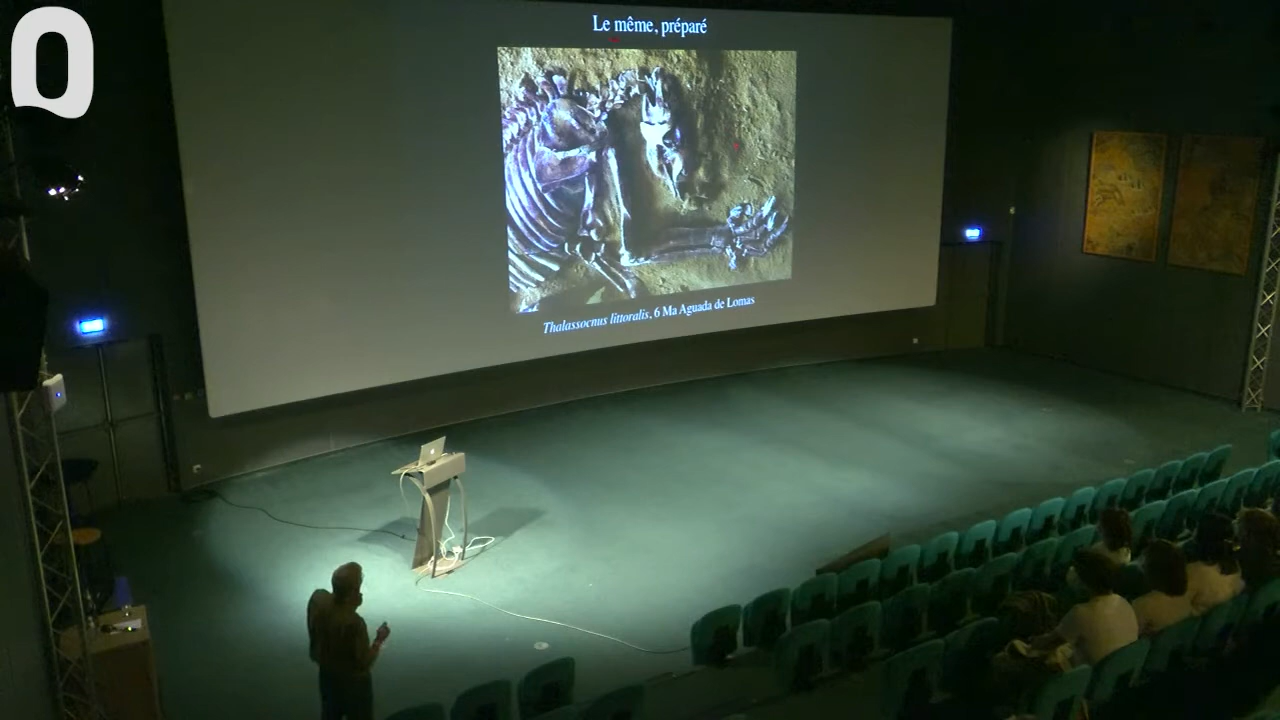 Q
Le même, préparé
Thalassocnus littoralis, 6 Ma Aguada de Lomas